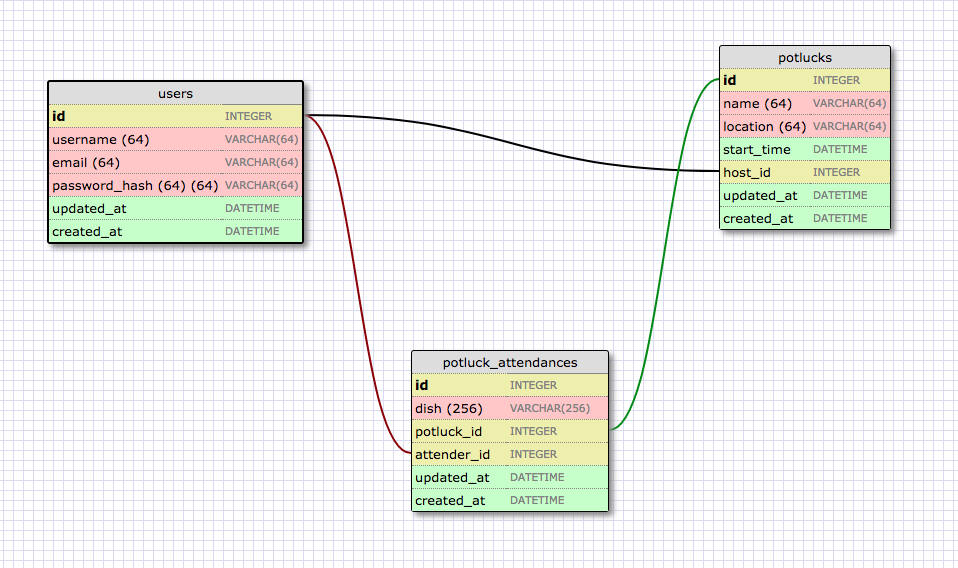 users
id INTEGER
username (64) VARCHAR(64)
email (64) VARCHAR(64)
password_hash (64) (64) VARCHAR(64)
updated_at DATETIME
created_at DATETIME
potlucks
id INTEGER
name (64) VARCHAR(64)
location (64) VARCHAR(64)
start_time DATETIME
host_id INTEGER
updated_at DATETIME
created_at DATETIME
potluck_attendances
id INTEGER
dish (256) VARCHAR(256)
potluck_id INTEGER
attender_id INTEGER
updated_at DATETIME
created_at DATETIME